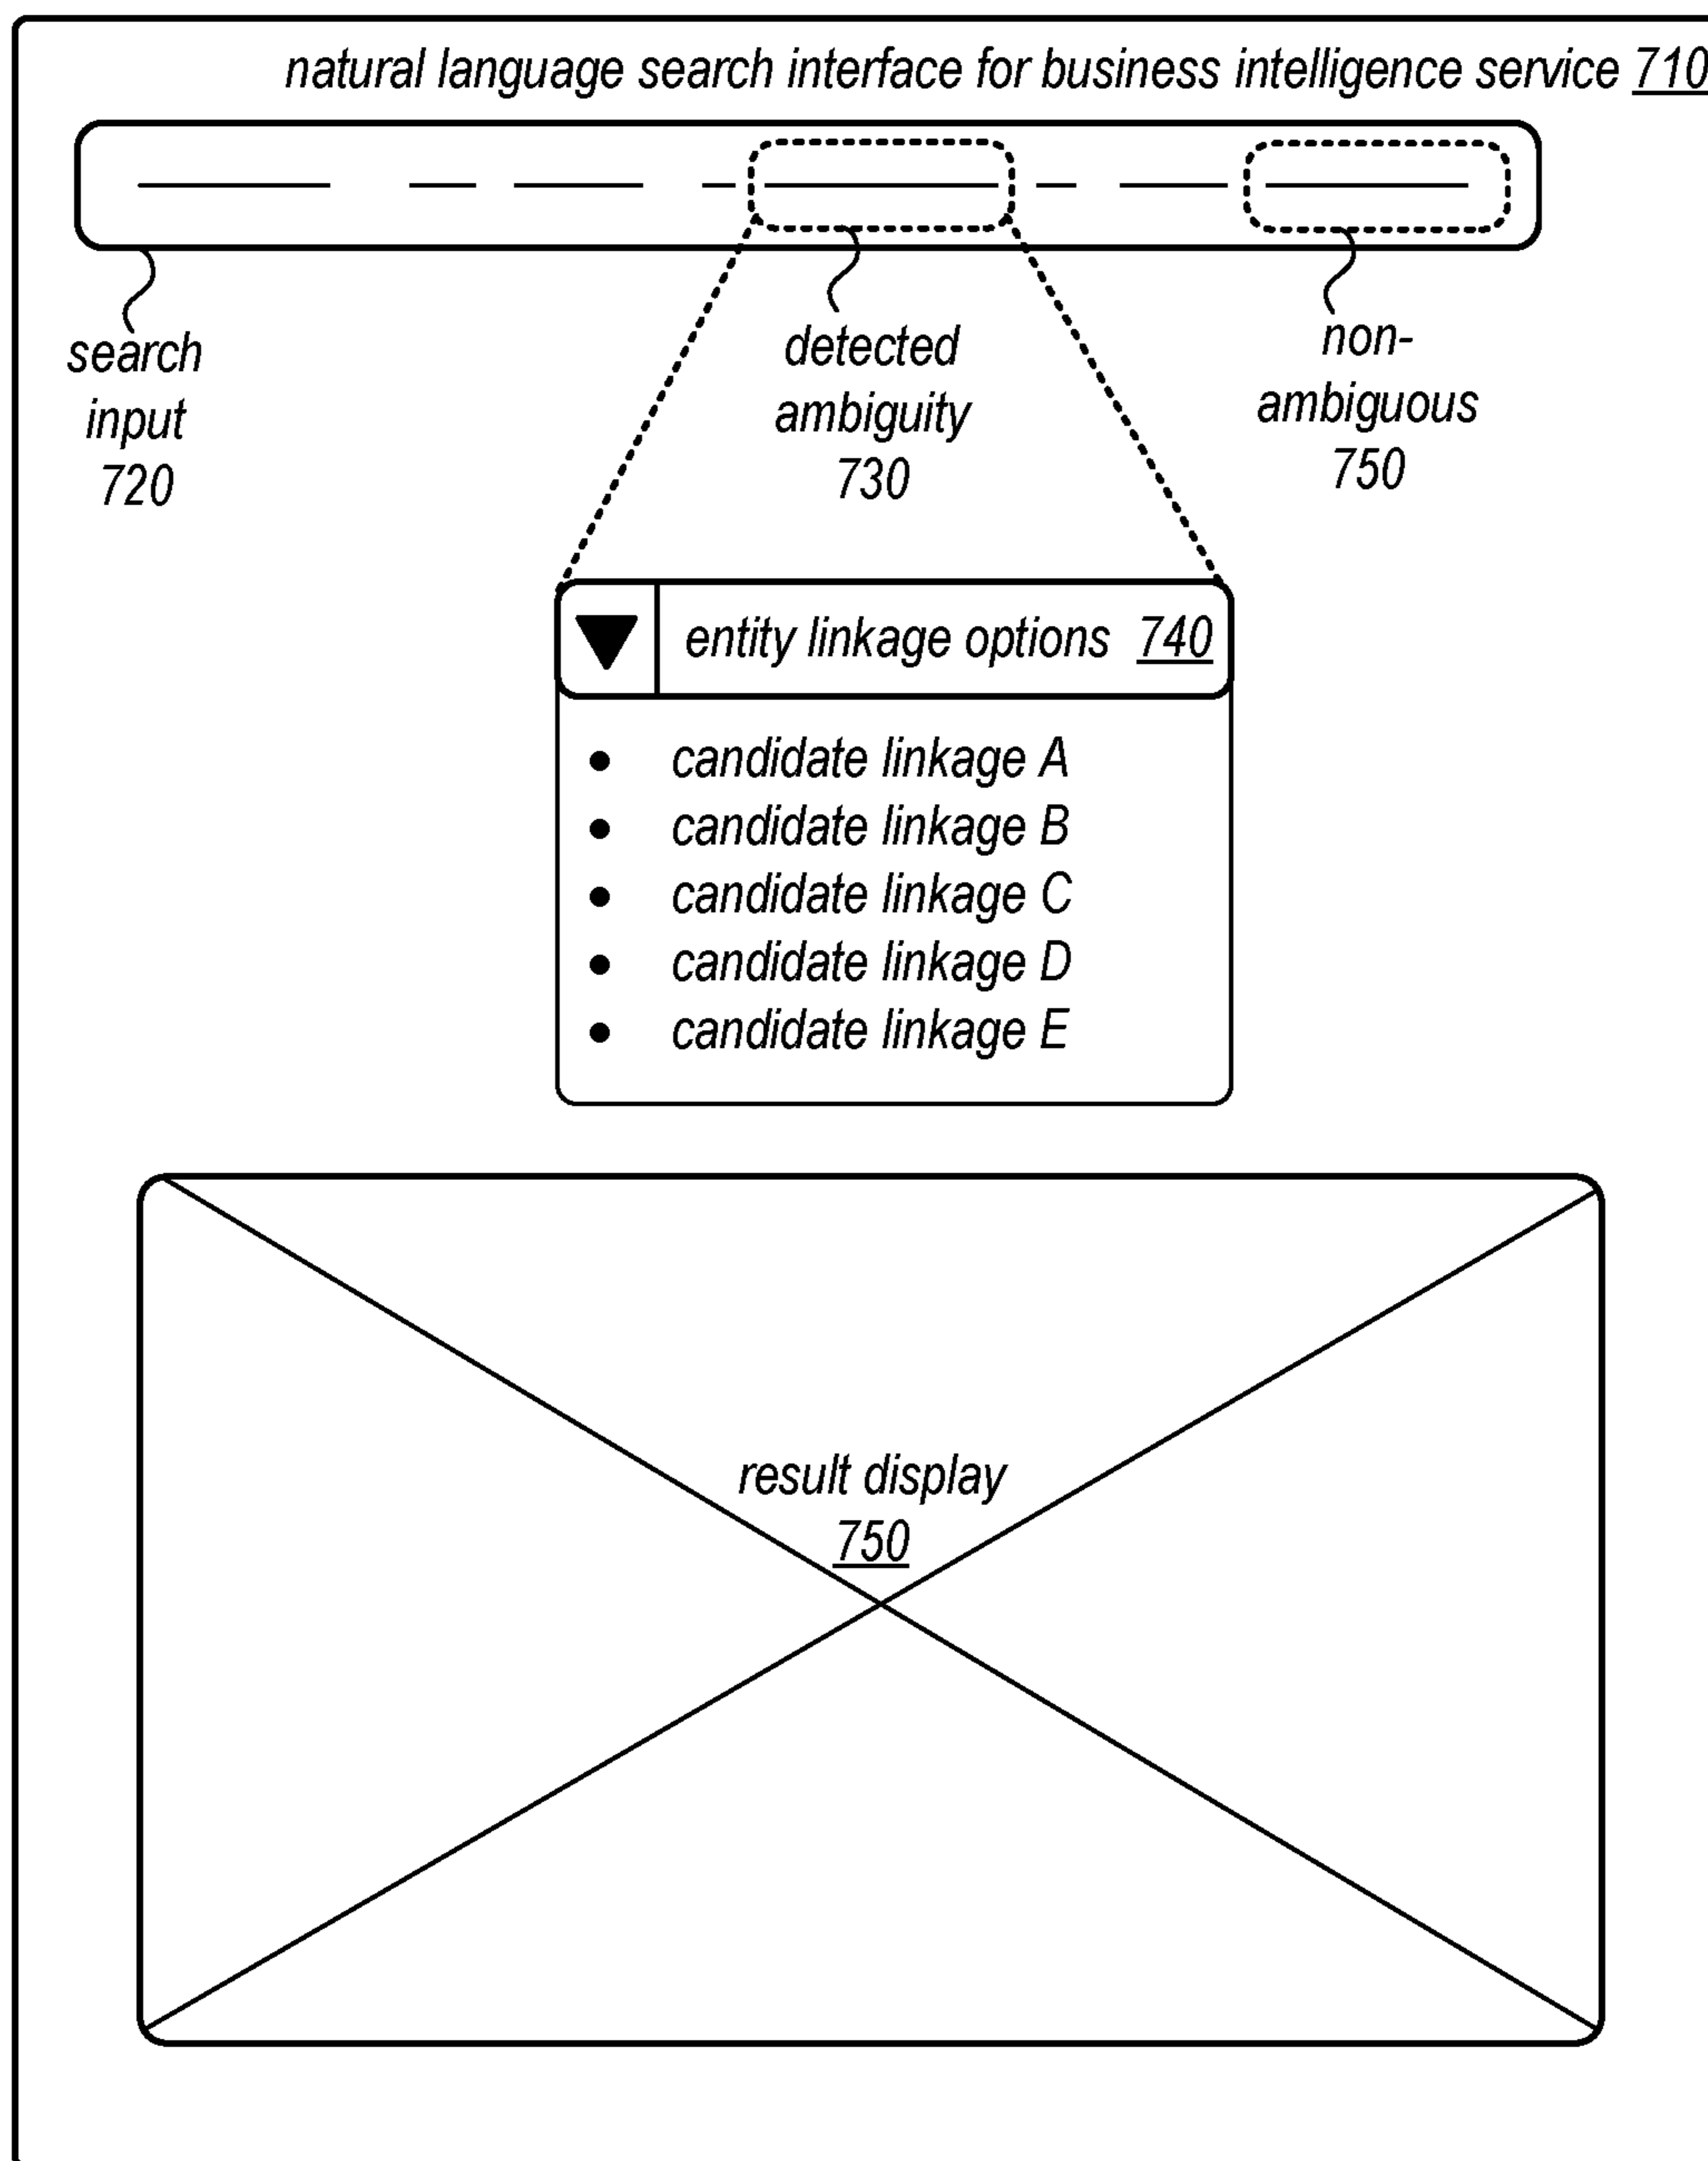 natural language search interface for business intelligence service 710
search
input
720
detected
ambiguity
730
non-
ambiguous
750
entity linkage options 740
• candidate linkage A
• candidate linkage B
• candidate linkage C
• candidate linkage D
• candidate linkage E
result display
750